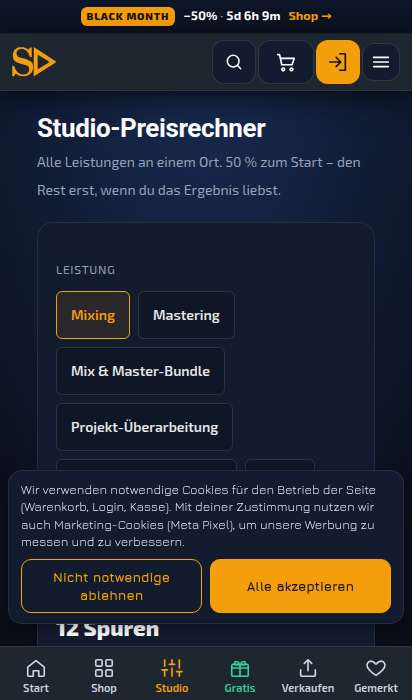 BLACK MONTH −50% · 5d 6h 9m Shop →
S
Studio-Preisrechner
Alle Leistungen an einem Ort. 50 % zum Start – den
Rest erst, wenn du das Ergebnis liebst.
LEISTUNG
Mixing Mastering
Mix & Master-Bundle
Projekt-Überarbeitung
Wir verwenden notwendige Cookies für den Betrieb der Seite
(Warenkorb, Login, Kasse). Mit deiner Zustimmung nutzen wir
auch Marketing-Cookies (Meta Pixel), um unsere Werbung zu
messen und zu verbessern.
Nicht notwendige
ablehnen
Alle akzeptieren
12 Spuren
Start Shop Studio Gratis Verkaufen Gemerkt